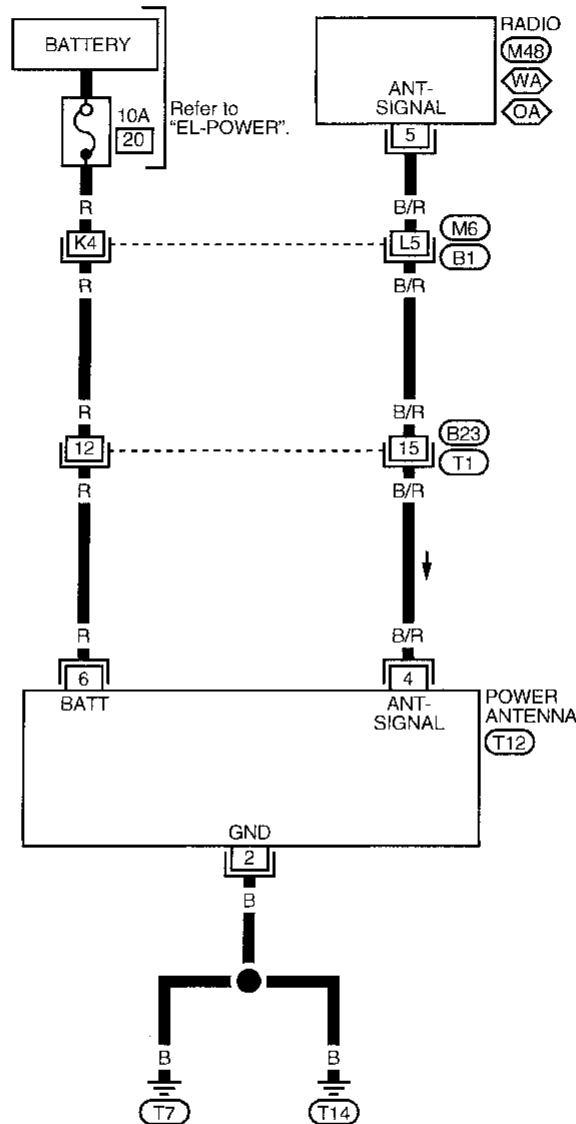 BATTERY
10A
20
Refer to
"EL-POWER".
RADIO
M48
WA
OA
ANT-
SIGNAL
5
R
B/R
K4
L5
M6
B1
R
B/R
R
B/R
12
15
B23
T1
R
B/R
R
B/R
6
4
BATT
ANT-
SIGNAL
POWER
ANTENNA
T12
GND
2
B
B
B
T7
T14